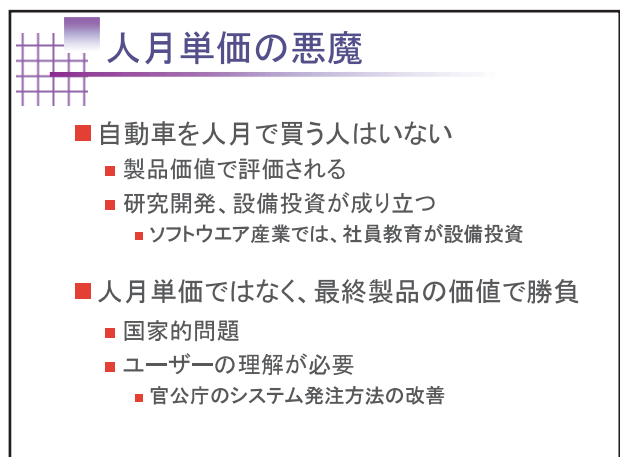 人月単価の悪魔
自動車を人月で買う人はいない
製品価値で評価される
研究開発、設備投資が成り立つ
ソフトウエア産業では、社員教育が設備投資
人月単価ではなく、最終製品の価値で勝負
国家的問題
ユーザーの理解が必要
官公庁のシステム発注方法の改善